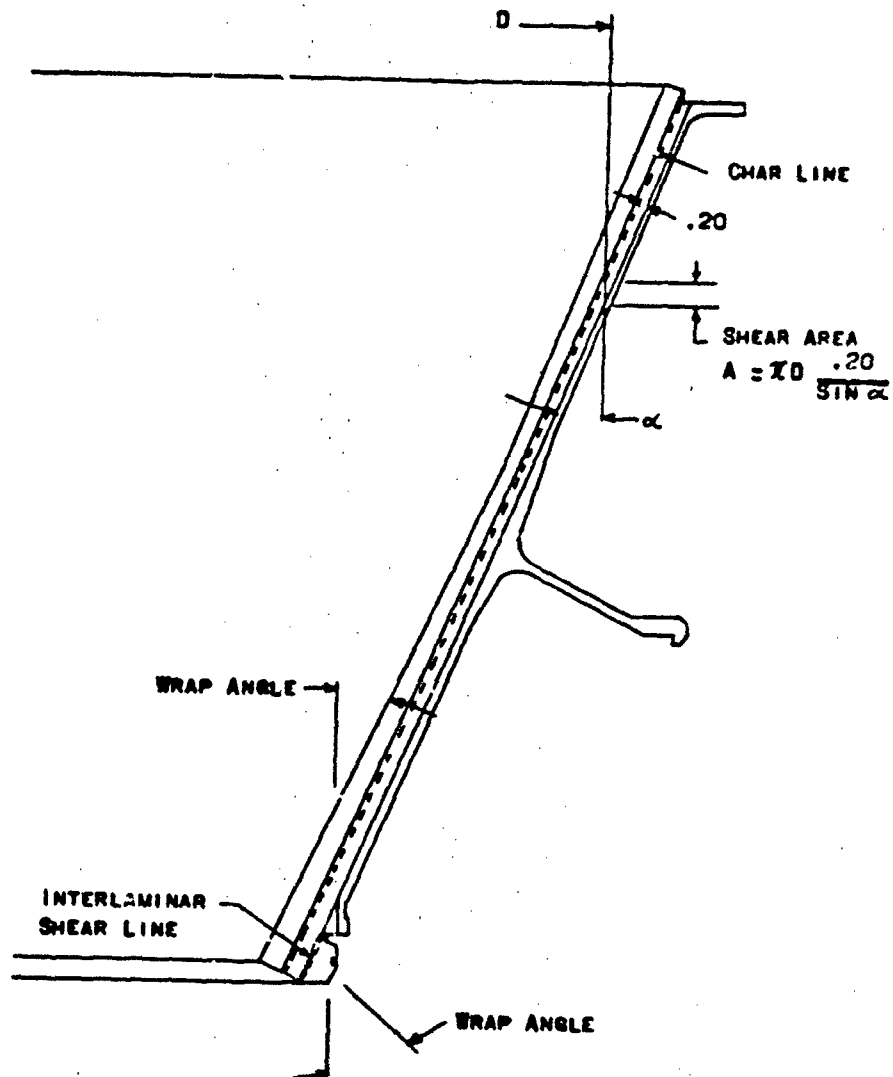 D
CHAR LINE
.20
SHEAR AREA
A = πD .20 / SIN α
α
WRAP ANGLE
INTERLAMINAR
SHEAR LINE
WRAP ANGLE